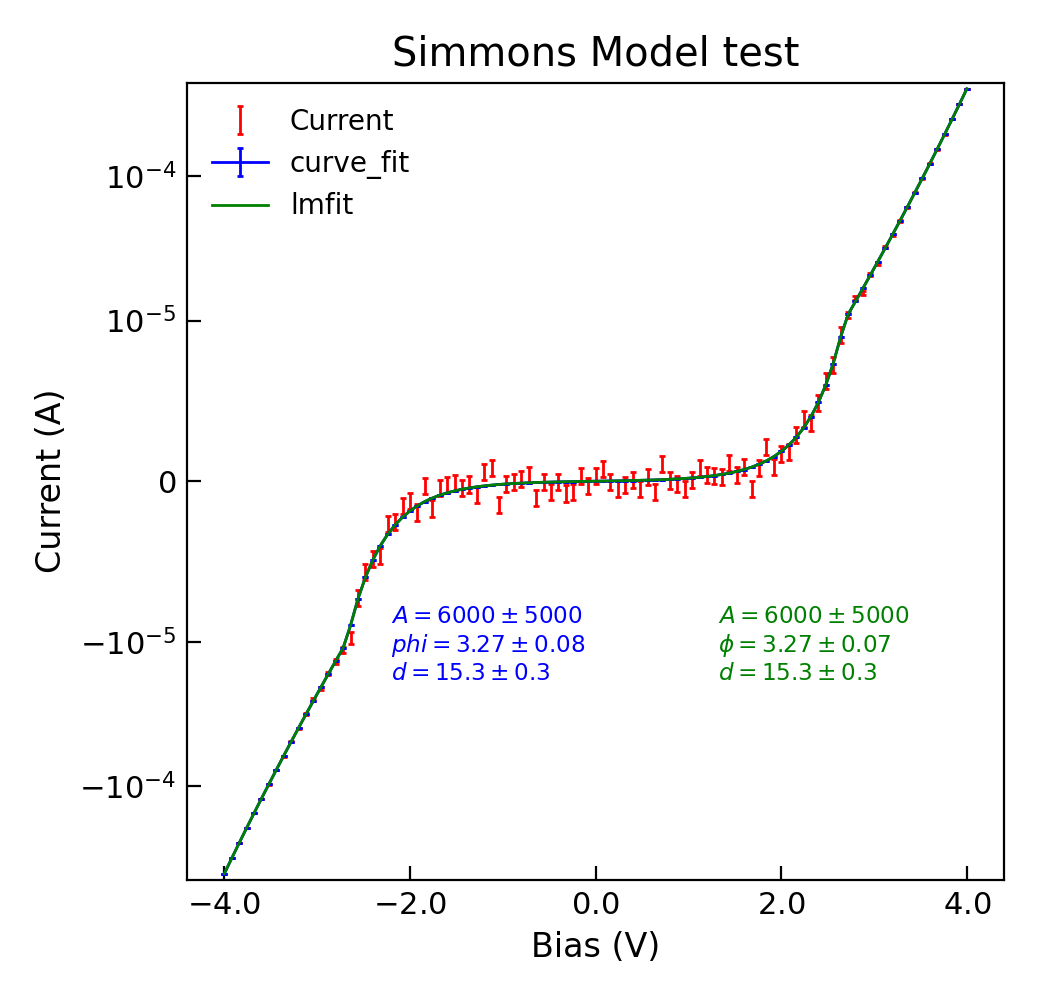 Simmons Model test
Current
curve_fit
lmfit
10⁻⁴
10⁻⁵
0
−10⁻⁵
−10⁻⁴
Current (A)
A = 6000 ± 5000
phi = 3.27 ± 0.08
d = 15.3 ± 0.3
A = 6000 ± 5000
ϕ = 3.27 ± 0.07
d = 15.3 ± 0.3
−4.0 −2.0 0.0 2.0 4.0
Bias (V)